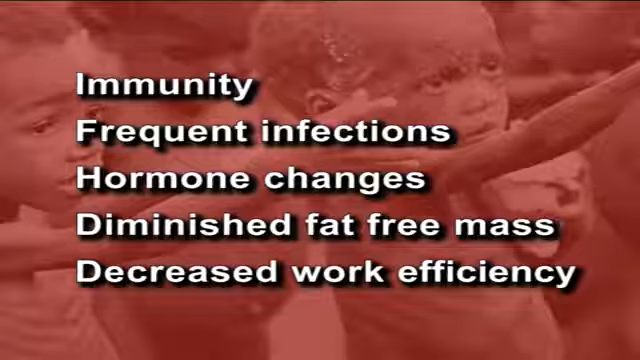 Immunity
Frequent infections
Hormone changes
Diminished fat free mass
Decreased work efficiency